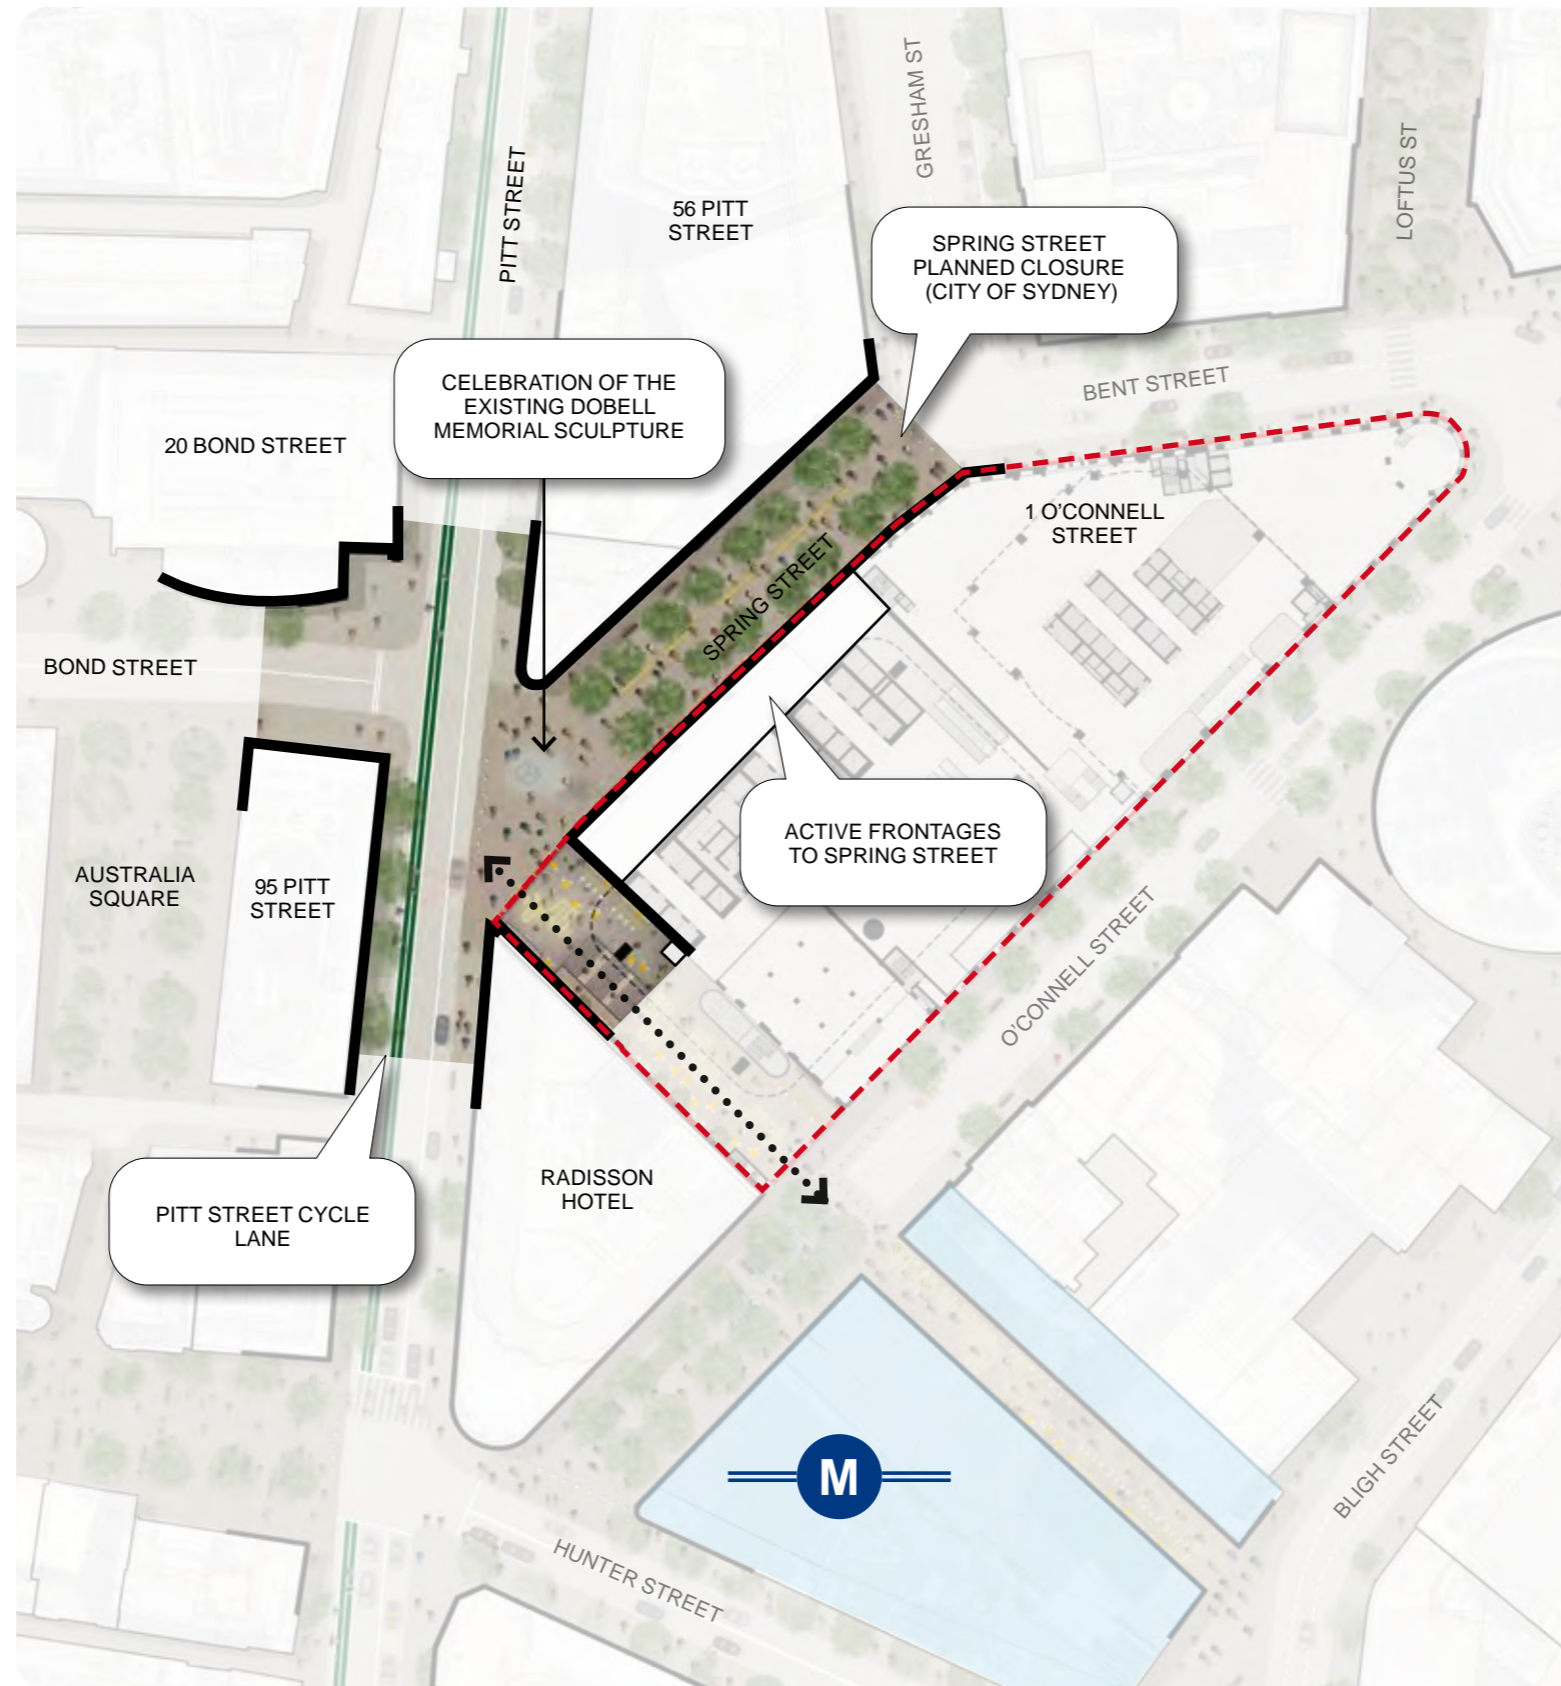 GRESHAM ST
LOFTUS ST
PITT STREET
56 PITT
STREET
SPRING STREET
PLANNED CLOSURE
(CITY OF SYDNEY)
BENT STREET
CELEBRATION OF THE
EXISTING DOBELL
MEMORIAL SCULPTURE
20 BOND STREET
1 O'CONNELL
STREET
SPRING STREET
BOND STREET
ACTIVE FRONTAGES
TO SPRING STREET
AUSTRALIA
SQUARE
95 PITT
STREET
O'CONNELL STREET
RADISSON
HOTEL
PITT STREET CYCLE
LANE
M
BLIGH STREET
HUNTER STREET